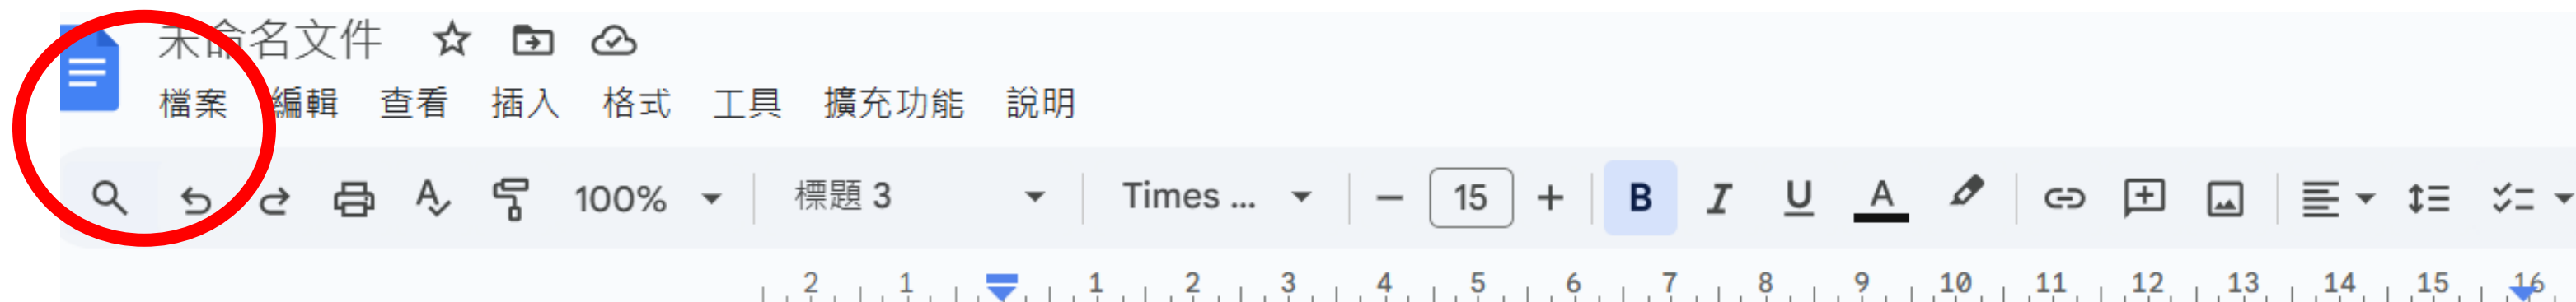 未命名文件
檔案 編輯 查看 插入 格式 工具 擴充功能 說明
100% 標題 3 Times ... 15 B I U A
2 1 1 2 3 4 5 6 7 8 9 10 11 12 13 14 15 16